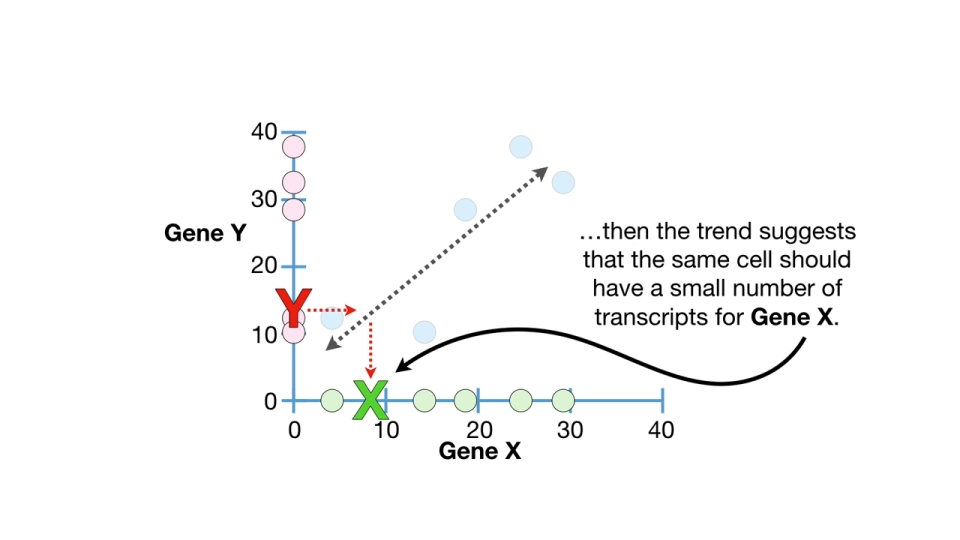 40
30
Gene Y
20
Y
10
0
X
0 10 20 30 40
Gene X
…then the trend suggests
that the same cell should
have a small number of
transcripts for Gene X.